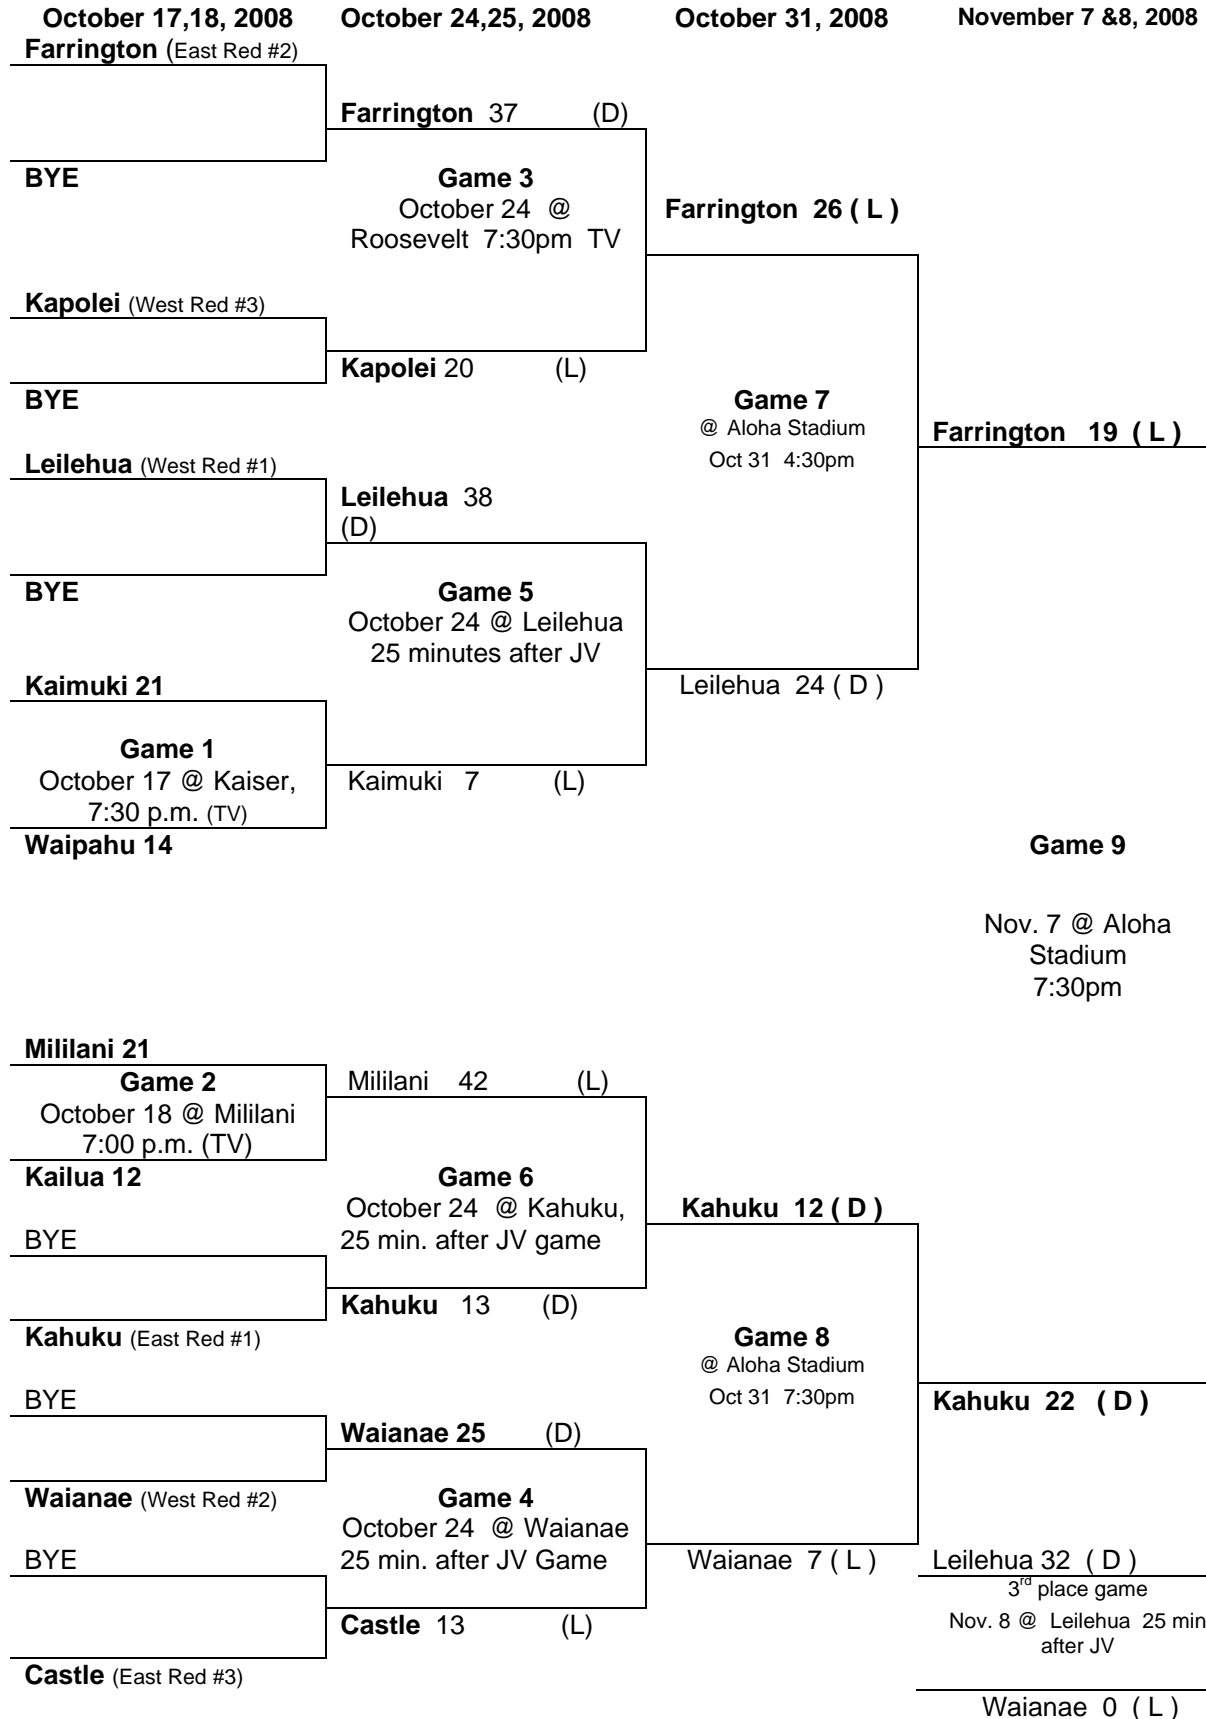 October 17,18, 2008
October 24,25, 2008
October 31, 2008
November 7 &8, 2008
Farrington (East Red #2)
BYE
Kapolei (West Red #3)
BYE
Leilehua (West Red #1)
BYE
Kaimuki 21
Game 1
October 17 @ Kaiser,
7:30 p.m. (TV)
Waipahu 14
Mililani 21
Game 2
October 18 @ Mililani
7:00 p.m. (TV)
Kailua 12
BYE
Kahuku (East Red #1)
BYE
Waianae (West Red #2)
BYE
Castle (East Red #3)
Farrington 37 (D)
Game 3
October 24 @
Roosevelt 7:30pm TV
Kapolei 20 (L)
Leilehua 38
(D)
Game 5
October 24 @ Leilehua
25 minutes after JV
Kaimuki 7 (L)
Mililani 42 (L)
Game 6
October 24 @ Kahuku,
25 min. after JV game
Kahuku 13 (D)
Waianae 25 (D)
Game 4
October 24 @ Waianae
25 min. after JV Game
Castle 13 (L)
Farrington 26 ( L )
Game 7
@ Aloha Stadium
Oct 31 4:30pm
Leilehua 24 ( D )
Kahuku 12 ( D )
Game 8
@ Aloha Stadium
Oct 31 7:30pm
Waianae 7 ( L )
Farrington 19 ( L )
Game 9
Nov. 7 @ Aloha
Stadium
7:30pm
Kahuku 22 ( D )
Leilehua 32 ( D )
3rd place game
Nov. 8 @ Leilehua 25 min
after JV
Waianae 0 ( L )